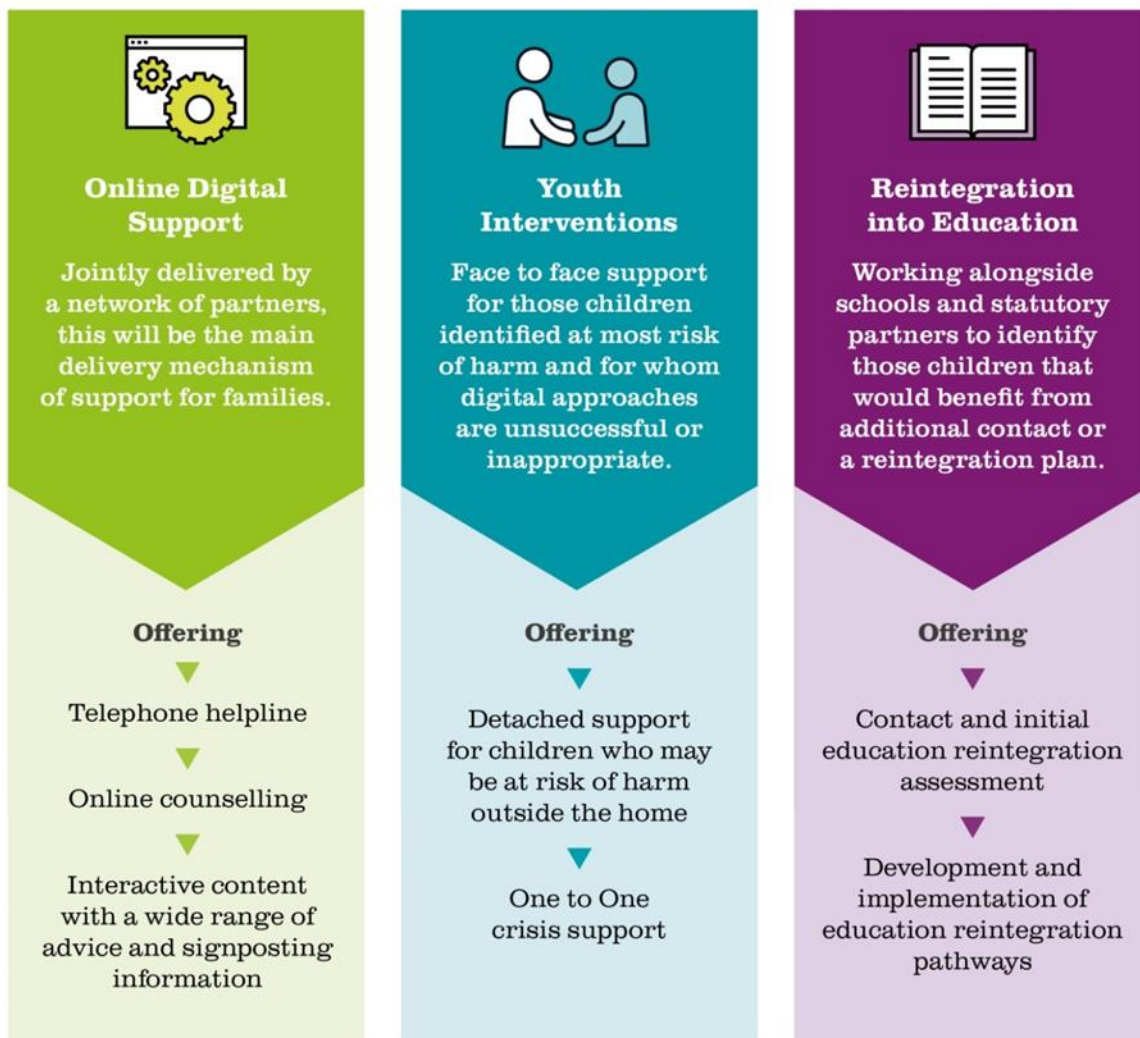 Online Digital
Support
Jointly delivered by
a network of partners,
this will be the main
delivery mechanism
of support for families.
Offering
Telephone helpline
Online counselling
Interactive content
with a wide range of
advice and signposting
information
Youth
Interventions
Face to face support
for those children
identified at most risk
of harm and for whom
digital approaches
are unsuccessful or
inappropriate.
Offering
Detached support
for children who may
be at risk of harm
outside the home
One to One
crisis support
Reintegration
into Education
Working alongside
schools and statutory
partners to identify
those children that
would benefit from
additional contact or
a reintegration plan.
Offering
Contact and initial
education reintegration
assessment
Development and
implementation of
education reintegration
pathways